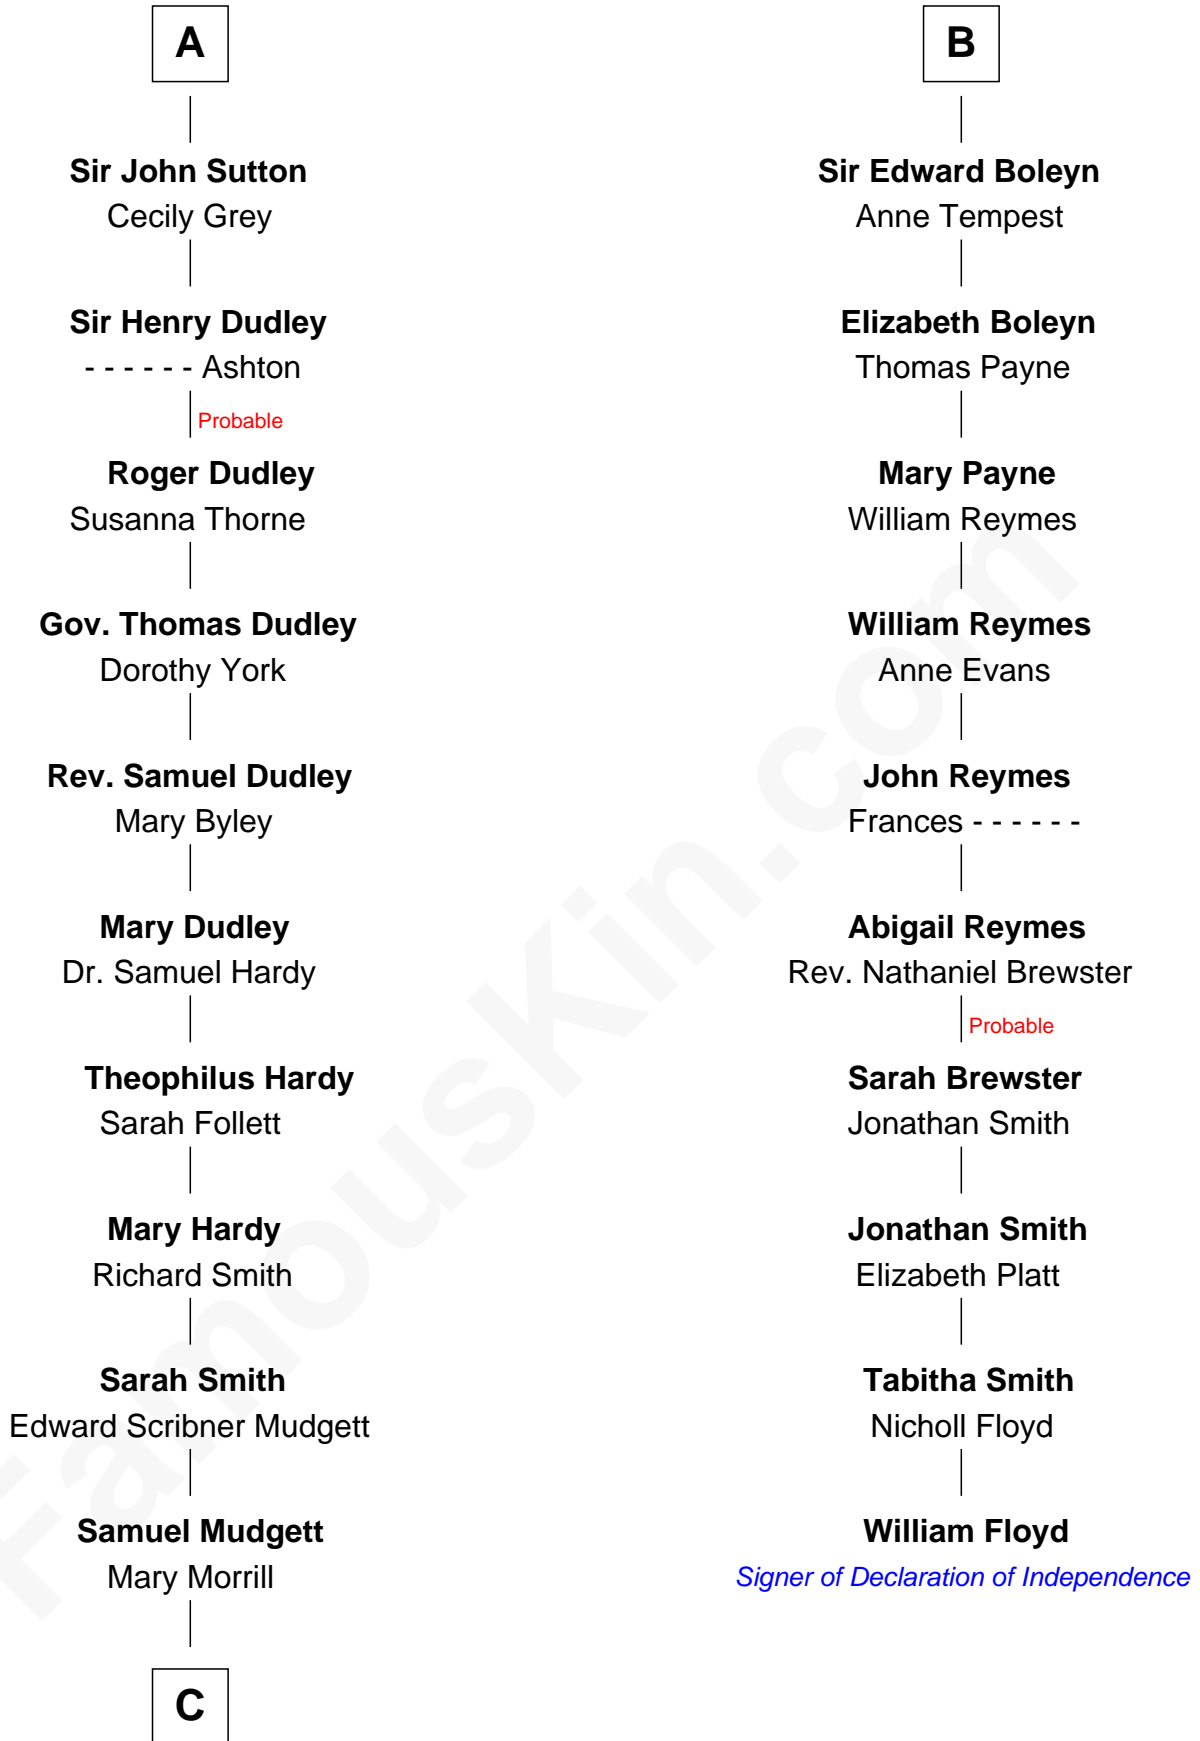 A
Sir John Sutton
Cecily Grey
Sir Henry Dudley
- - - - - - Ashton
Probable
Roger Dudley
Susanna Thorne
Gov. Thomas Dudley
Dorothy York
Rev. Samuel Dudley
Mary Byley
Mary Dudley
Dr. Samuel Hardy
Theophilus Hardy
Sarah Follett
Mary Hardy
Richard Smith
Sarah Smith
Edward Scribner Mudgett
Samuel Mudgett
Mary Morrill
C
B
Sir Edward Boleyn
Anne Tempest
Elizabeth Boleyn
Thomas Payne
Mary Payne
William Reymes
William Reymes
Anne Evans
John Reymes
Frances - - - - - -
Abigail Reymes
Rev. Nathaniel Brewster
Probable
Sarah Brewster
Jonathan Smith
Jonathan Smith
Elizabeth Platt
Tabitha Smith
Nicholl Floyd
William Floyd
Signer of Declaration of Independence
FamousKin.com